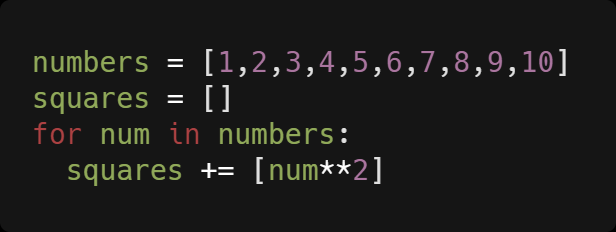 numbers = [1,2,3,4,5,6,7,8,9,10]
squares = []
for num in numbers:
  squares += [num**2]